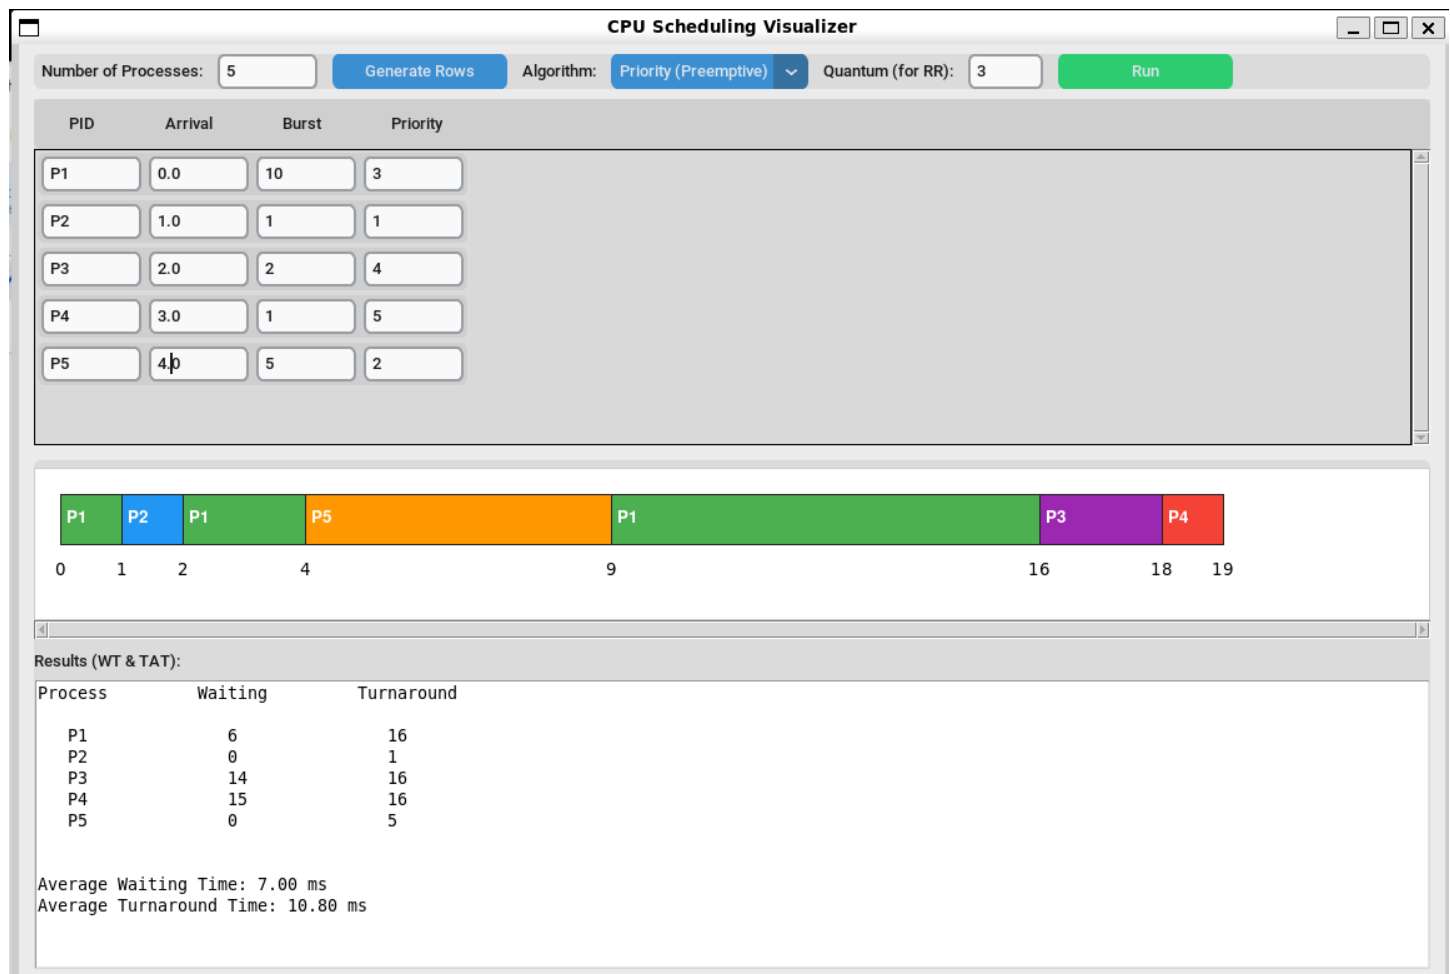 CPU Scheduling Visualizer
Number of Processes: 5 Generate Rows Algorithm: Priority (Preemptive) Quantum (for RR): 3 Run
PID Arrival Burst Priority
P1 0.0 10 3
P2 1.0 1 1
P3 2.0 2 4
P4 3.0 1 5
P5 4.0 5 2
P1 P2 P1 P5 P1 P3 P4
0 1 2 4 9 16 18 19
Results (WT & TAT):
Process Waiting Turnaround
P1 6 16
P2 0 1
P3 14 16
P4 15 16
P5 0 5
Average Waiting Time: 7.00 ms
Average Turnaround Time: 10.80 ms